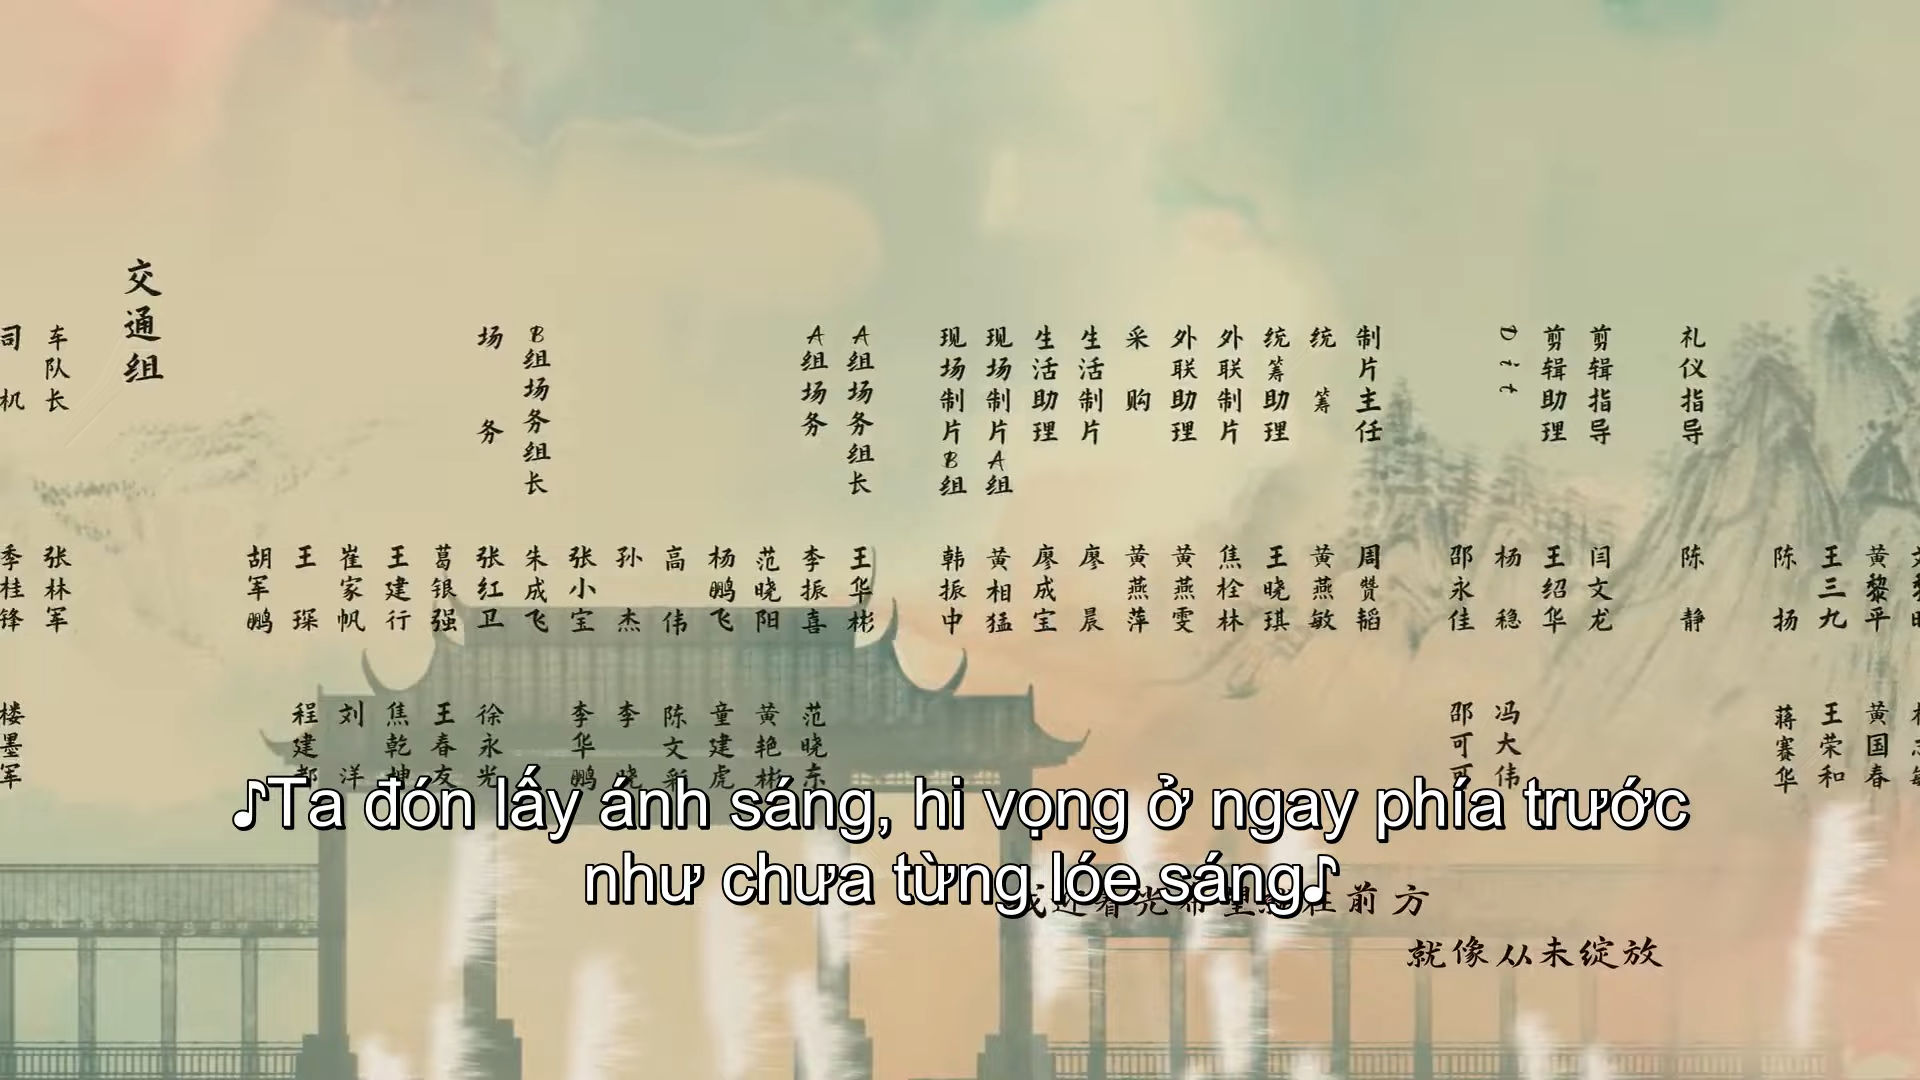 礼仪指导
陈静
剪辑指导
闫文龙
剪辑助理
王绍华
Dit
杨稳
冯大伟
邵永佳
邵可可
陈扬
蒋赛华
王三九
王荣和
黄黎平
黄国春
制片主任
周赞韬
统筹
黄燕敏
统筹助理
王晓琪
外联制片
焦栓林
外联助理
黄燕雯
采购
黄燕萍
生活制片
廖晨
生活助理
廖成宝
现场制片A组
黄相猛
现场制片B组
韩振中
A组场务组长
王华彬
A组场务
李振喜
范晓东
范晓阳
黄艳彬
杨鹏飞
童建虎
高伟
陈文彩
孙杰
李晓
张小宝
李华鹏
B组场务组长
朱成飞
场务
张红卫
徐永光
葛银强
王春友
王建行
焦乾坤
崔家帆
刘洋
王琛
程建都
胡军鹏
交通组
车队长
张林军
司机
季桂锋
楼墨军
♪Ta đón lấy ánh sáng, hi vọng ở ngay phía trước
như chưa từng lóe sáng♪
前方
就像从未绽放